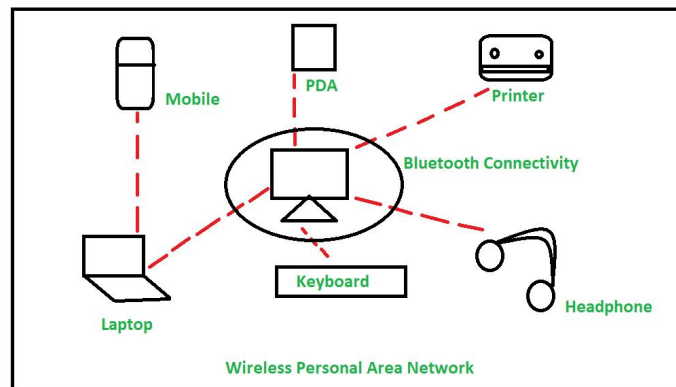 PDA
Mobile
Printer
Bluetooth Connectivity
Keyboard
Headphone
Laptop
Wireless Personal Area Network